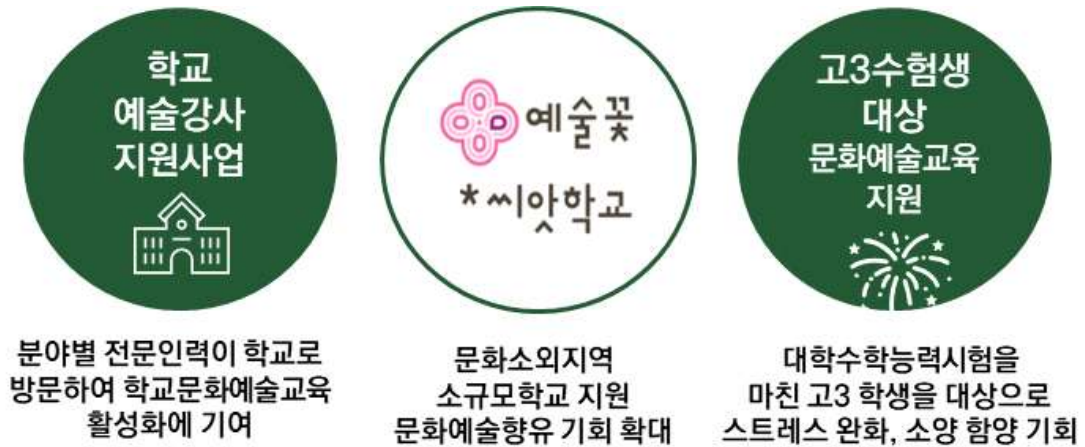 학교
예술강사
지원사업
예술꽃
*씨앗학교
고3수험생
대상
문화예술교육
지원
분야별 전문인력이 학교로
방문하여 학교문화예술교육
활성화에 기여
문화소외지역
소규모학교 지원
문화예술향유 기회 확대
대학수학능력시험을
마친 고3 학생을 대상으로
스트레스 완화, 소양 함양 기회